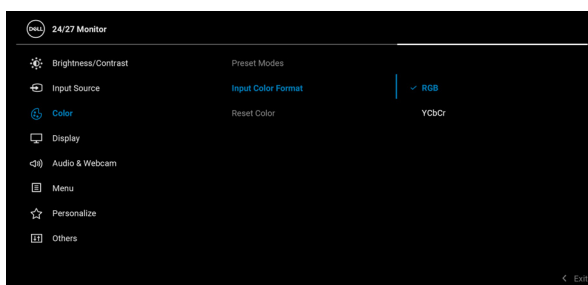 DELL 24/27 Monitor
Brightness/Contrast Preset Modes
Input Source Input Color Format RGB
Color Reset Color YCbCr
Display
Audio & Webcam
Menu
Personalize
Others
Exit